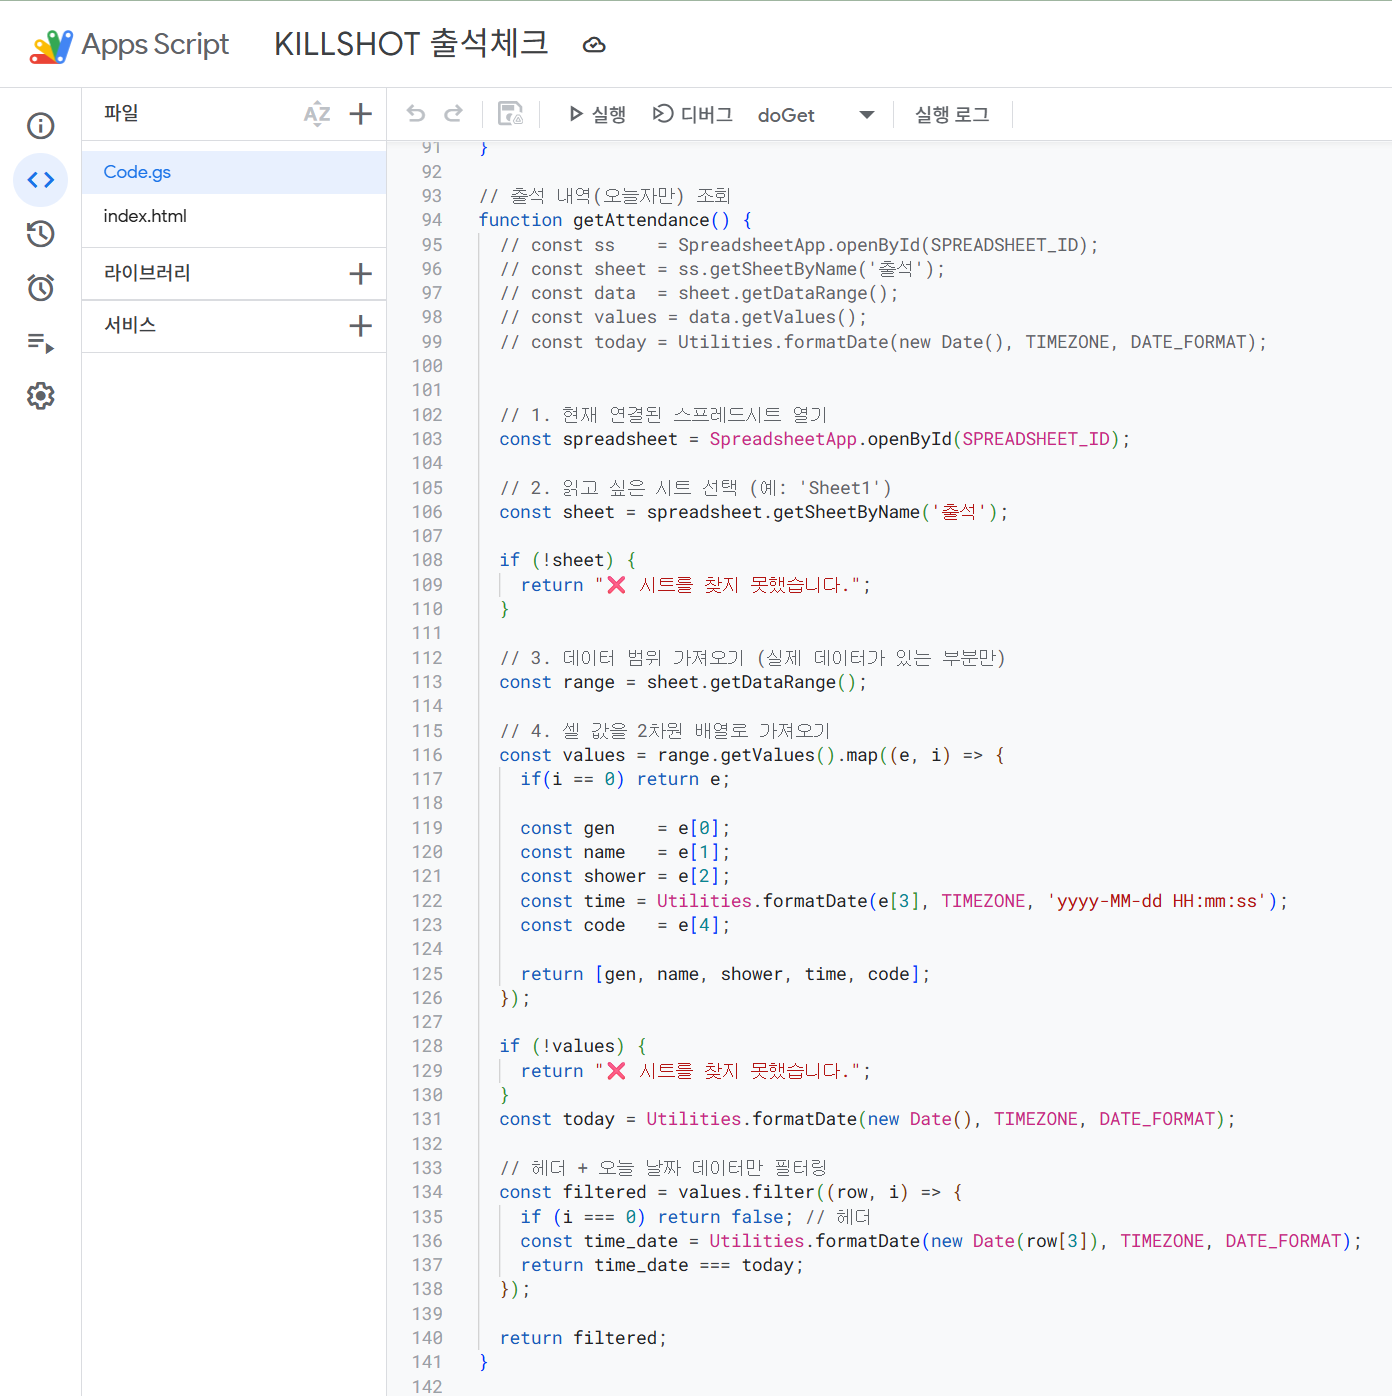 Apps Script KILLSHOT 출석체크
파일 AZ
실행 디버그 doGet 실행 로그
Code.gs
index.html
라이브러리
서비스
91 }
92
93 // 출석 내역(오늘자만) 조회
94 function getAttendance() {
95 // const ss    = SpreadsheetApp.openById(SPREADSHEET_ID);
96 // const sheet = ss.getSheetByName('출석');
97 // const data  = sheet.getDataRange();
98 // const values = data.getValues();
99 // const today = Utilities.formatDate(new Date(), TIMEZONE, DATE_FORMAT);
100
101
102 // 1. 현재 연결된 스프레드시트 열기
103 const spreadsheet = SpreadsheetApp.openById(SPREADSHEET_ID);
104
105 // 2. 읽고 싶은 시트 선택 (예: 'Sheet1')
106 const sheet = spreadsheet.getSheetByName('출석');
107
108 if (!sheet) {
109 return "❌ 시트를 찾지 못했습니다.";
110 }
111
112 // 3. 데이터 범위 가져오기 (실제 데이터가 있는 부분만)
113 const range = sheet.getDataRange();
114
115 // 4. 셀 값을 2차원 배열로 가져오기
116 const values = range.getValues().map((e, i) => {
117 if(i == 0) return e;
118
119 const gen    = e[0];
120 const name   = e[1];
121 const shower = e[2];
122 const time = Utilities.formatDate(e[3], TIMEZONE, 'yyyy-MM-dd HH:mm:ss');
123 const code   = e[4];
124
125 return [gen, name, shower, time, code];
126 });
127
128 if (!values) {
129 return "❌ 시트를 찾지 못했습니다.";
130 }
131 const today = Utilities.formatDate(new Date(), TIMEZONE, DATE_FORMAT);
132
133 // 헤더 + 오늘 날짜 데이터만 필터링
134 const filtered = values.filter((row, i) => {
135 if (i === 0) return false; // 헤더
136 const time_date = Utilities.formatDate(new Date(row[3]), TIMEZONE, DATE_FORMAT);
137 return time_date === today;
138 });
139
140 return filtered;
141 }
142